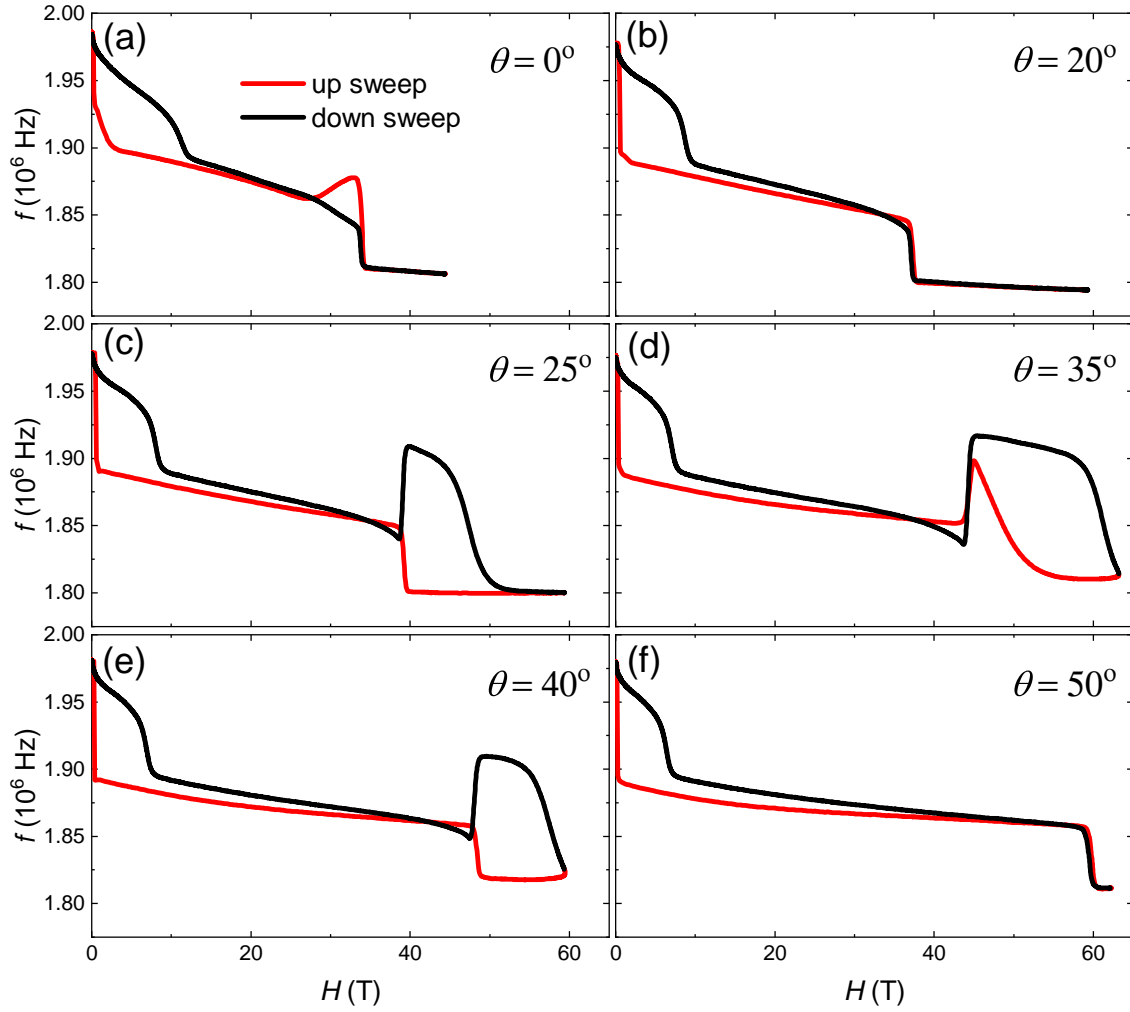 (a)
θ = 0°
up sweep
down sweep
(b)
θ = 20°
2.00
1.95
1.90
1.85
1.80
f (10⁶ Hz)
(c)
θ = 25°
(d)
θ = 35°
2.00
1.95
1.90
1.85
1.80
f (10⁶ Hz)
(e)
θ = 40°
(f)
θ = 50°
2.00
1.95
1.90
1.85
1.80
f (10⁶ Hz)
2.00
0 20 40 60
0 20 40 60
H (T)
H (T)